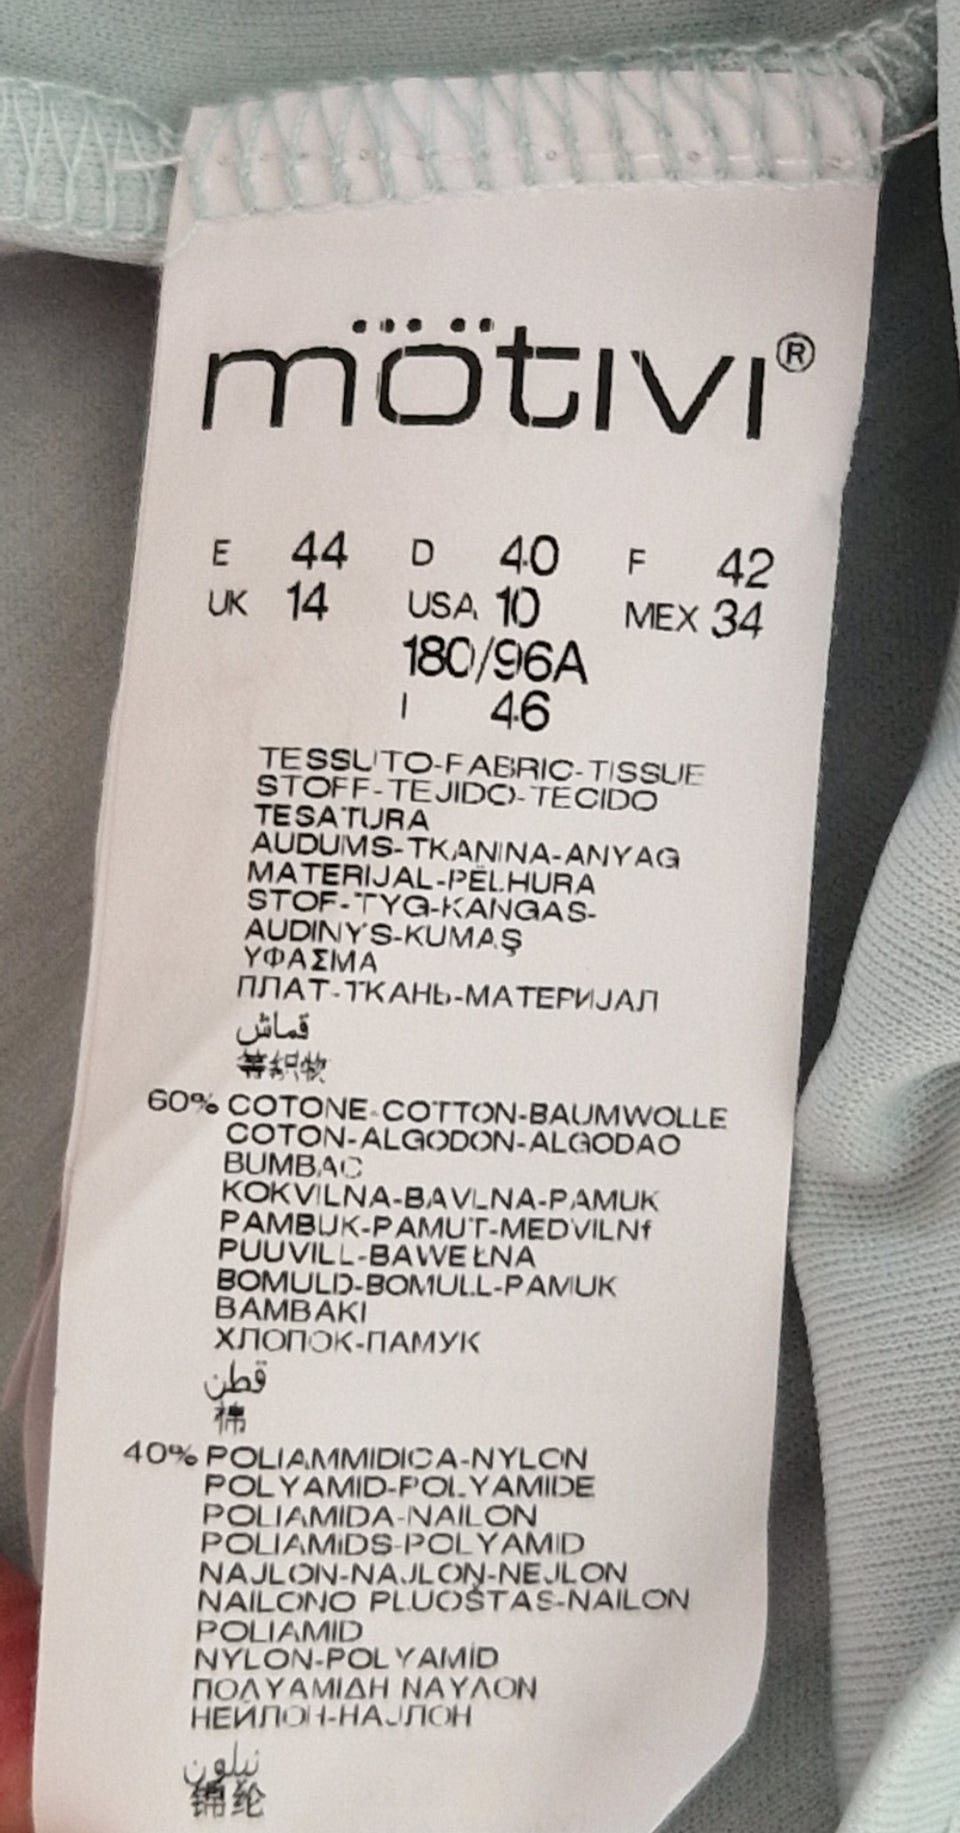 mötivi®
E 44 D 40 F 42
UK 14 USA 10 MEX 34
180/96A
I 46
TESSUTO-FABRIC-TISSUE
STOFF-TEJIDO-TECIDO
TESATURA
AUDUMS-TKANINA-ANYAG
MATERIJAL-PËLHURA
STOF-TYG-KANGAS-
AUDINYS-KUMAŞ
ΥΦΑΣΜΑ
ПЛАТ-ТКАНЬ-МАТЕРИЈАЛ
قماش
织物
60% COTONE-COTTON-BAUMWOLLE
COTON-ALGODON-ALGODAO
BUMBAC
KOKVILNA-BAVLNA-PAMUK
PAMBUK-PAMUT-MEDVILNf
PUUVILL-BAWEŁNA
BOMULD-BOMULL-PAMUK
BAMBAKI
ХЛОПОК-ПАМУК
قطن
棉
40% POLIAMMIDICA-NYLON
POLYAMID-POLYAMIDE
POLIAMIDA-NAILON
POLIAMIDS-POLYAMID
NAJLON-NAJLON-NEJLON
NAILONO PLUOŠTAS-NAILON
POLIAMID
NYLON-POLYAMID
ΠΟΛΥΑΜΙΔΗ ΝΑΥΛΟΝ
НЕЙЛОН-НАЈЛОН
نيلون
锦纶